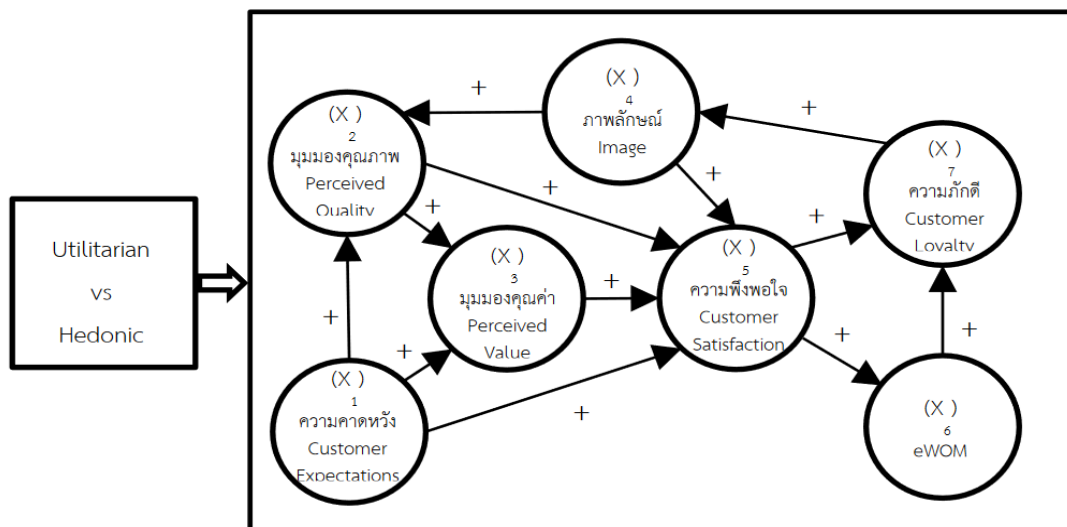 Utilitarian
vs
Hedonic
(X )
2
มุมมองคุณภาพ
Perceived
Quality
+
(X )
4
ภาพลักษณ์
Image
+
(X )
7
ความภักดี
Customer
Loyalty
+
+
+
+
(X )
3
มุมมองคุณค่า
Perceived
Value
+
(X )
5
ความพึงพอใจ
Customer
Satisfaction
+
+
+
+
+
(X )
1
ความคาดหวัง
Customer
Expectations
(X )
6
eWOM